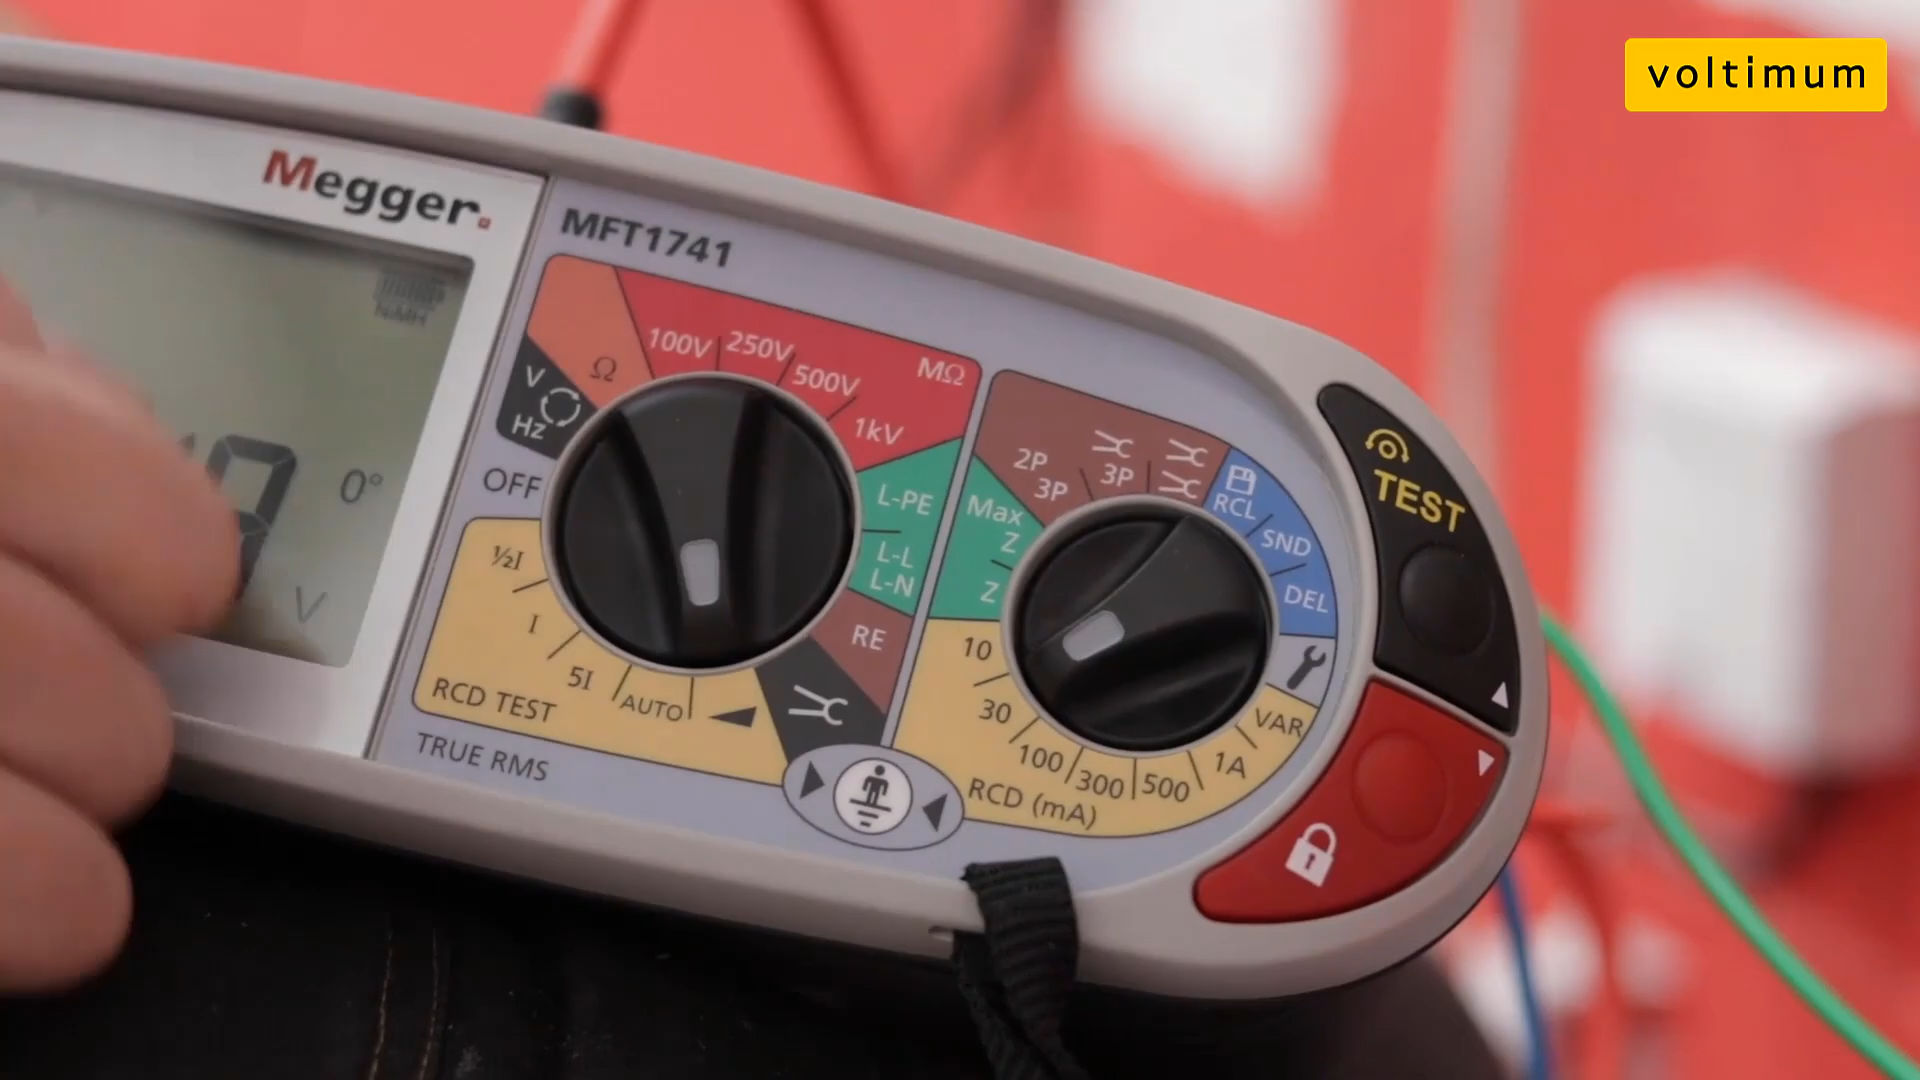 voltimum
Megger.
MFT1741
NiMH
0°
V
Ω
100V
250V
500V
1kV
MΩ
V
Hz
OFF
L-PE
L-L
L-N
RE
½I
I
5I
AUTO
RCD TEST
TRUE RMS
2P
3P
3P
Max
Z
Z
RCL
SND
DEL
10
30
100
300
500
1A
VAR
RCD (mA)
TEST